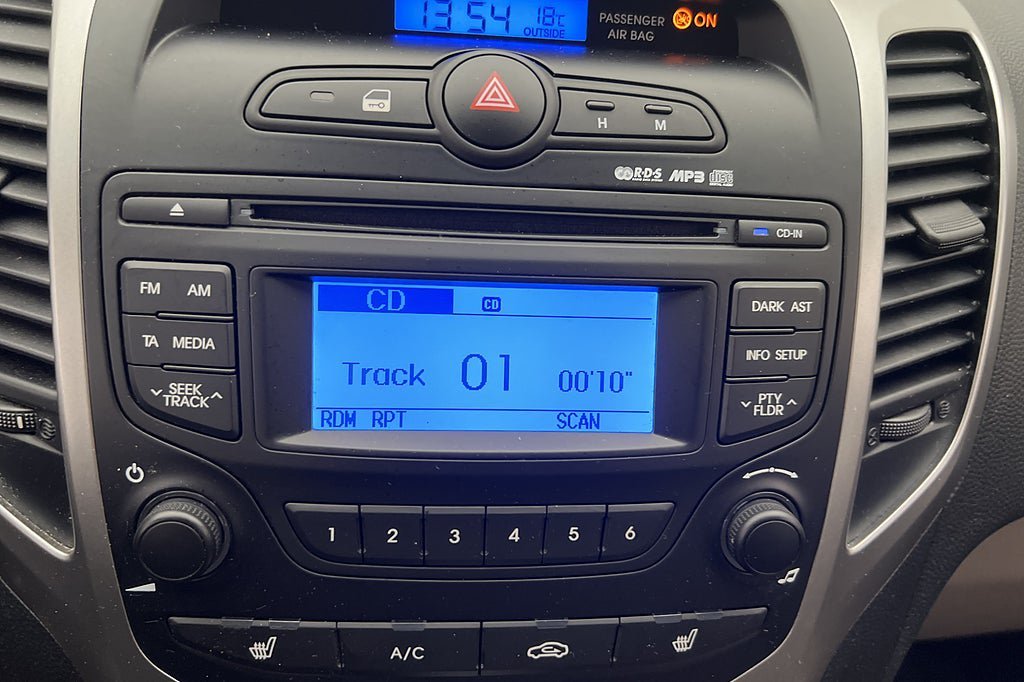 13:54 18℃
OUTSIDE
PASSENGER
AIR BAG
ON
H M
RDS MP3 disc
CD-IN
FM AM
CD CD
DARK AST
TA MEDIA
INFO SETUP
Track 01 00'10"
SEEK
TRACK
PTY
FLDR
RDM RPT SCAN
1 2 3 4 5 6
A/C